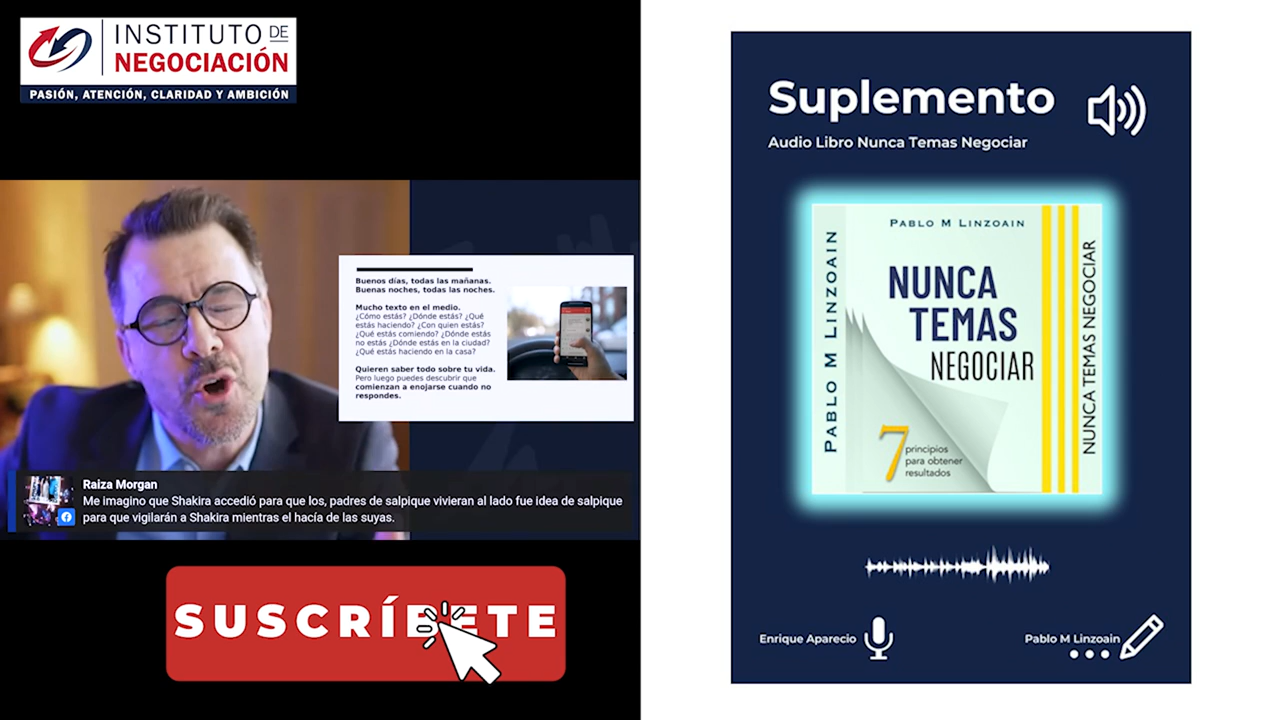 INSTITUTO DE
NEGOCIACIÓN
PASIÓN, ATENCIÓN, CLARIDAD Y AMBICIÓN
Buenos días, todas las mañanas.
Buenas noches, todas las noches.
Mucho texto en el medio.
¿Cómo estás? ¿Dónde estás? ¿Qué
estás haciendo? ¿Con quien estás?
¿Qué estás comiendo? ¿Dónde estás
no estás ¿Dónde estás en la ciudad?
¿Qué estás haciendo en la casa?
Quieren saber todo sobre tu vida.
Pero luego puedes descubrir que
comienzan a enojarse cuando no
respondes.
Raiza Morgan
Me imagino que Shakira accedió para que los, padres de salpique vivieran al lado fue idea de salpique
para que vigilarán a Shakira mientras el hacía de las suyas.
SUSCRÍBETE
Suplemento
Audio Libro Nunca Temas Negociar
PABLO M LINZOAIN
PABLO M LINZOAIN
NUNCA
TEMAS
NEGOCIAR
7
principios
para obtener
resultados
NUNCA TEMAS NEGOCIAR
Enrique Aparecio
Pablo M Linzoain